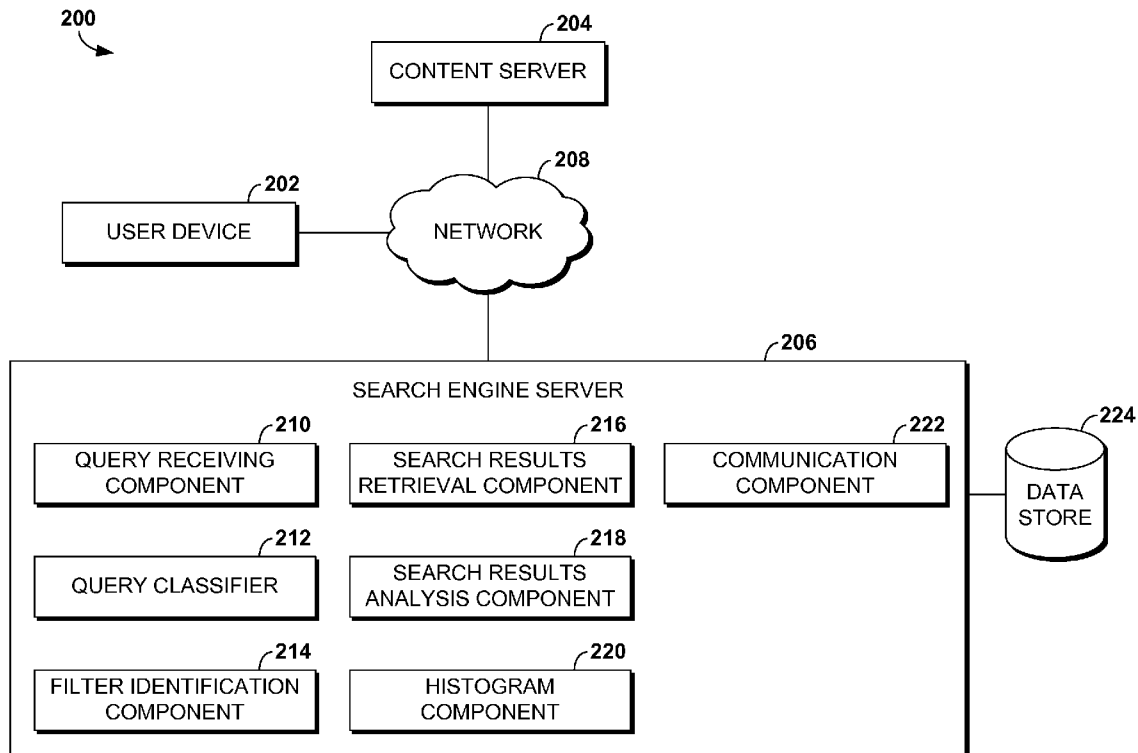 200
204
CONTENT SERVER
208
NETWORK
202
USER DEVICE
206
SEARCH ENGINE SERVER
210
QUERY RECEIVING
COMPONENT
216
SEARCH RESULTS
RETRIEVAL COMPONENT
222
COMMUNICATION
COMPONENT
224
DATA
STORE
212
QUERY CLASSIFIER
218
SEARCH RESULTS
ANALYSIS COMPONENT
214
FILTER IDENTIFICATION
COMPONENT
220
HISTOGRAM
COMPONENT